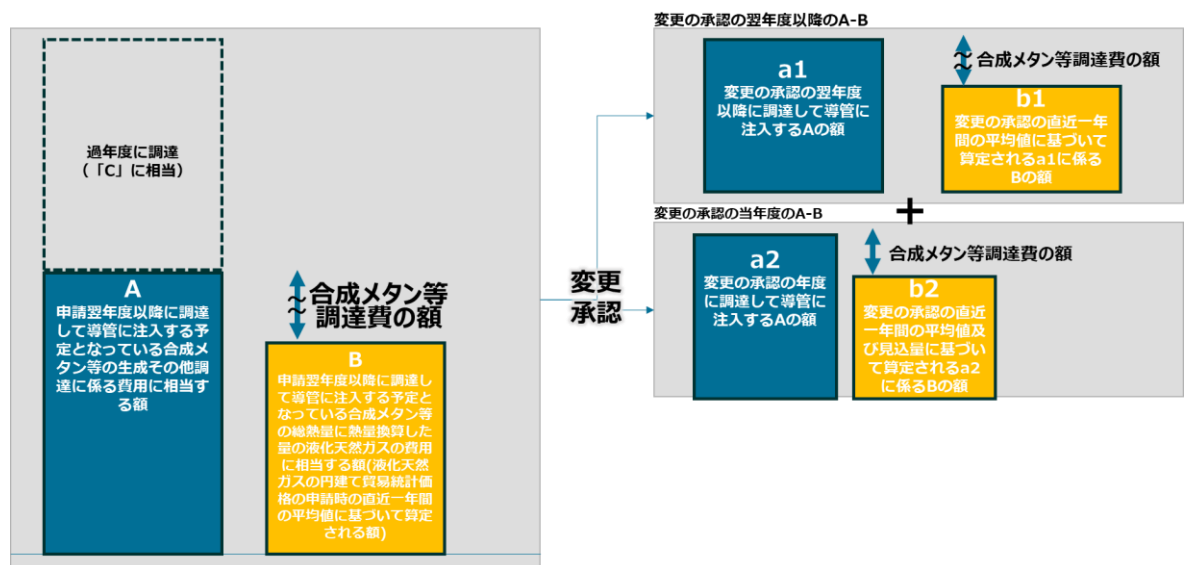 過年度に調達
(「C」に相当)
A
申請翌年度以降に調達
して導管に注入する予
定となっている合成メ
タン等の生成その他調
達に係る費用に相当す
る額
合成メタン等
調達費の額
B
申請翌年度以降に調達し
て導管に注入する予定と
なっている合成メタン等
の総熱量に熱量換算した
量の液化天然ガスの費用
に相当する額(液化天然
ガスの円建て貿易統計価
格の申請時の直近一年間
の平均値に基づいて算定
される額)
変更
承認
変更の承認の翌年度以降のA-B
a1
変更の承認の翌年度
以降に調達して導管に
注入するAの額
合成メタン等調達費の額
b1
変更の承認の直近一年
間の平均値に基づいて
算定されるa1に係る
Bの額
+
変更の承認の当年度のA-B
a2
変更の承認の年度
に調達して導管に
注入するAの額
合成メタン等調達費の額
b2
変更の承認の直近
一年間の平均値及
び見込量に基づい
て算定されるa2
に係るBの額